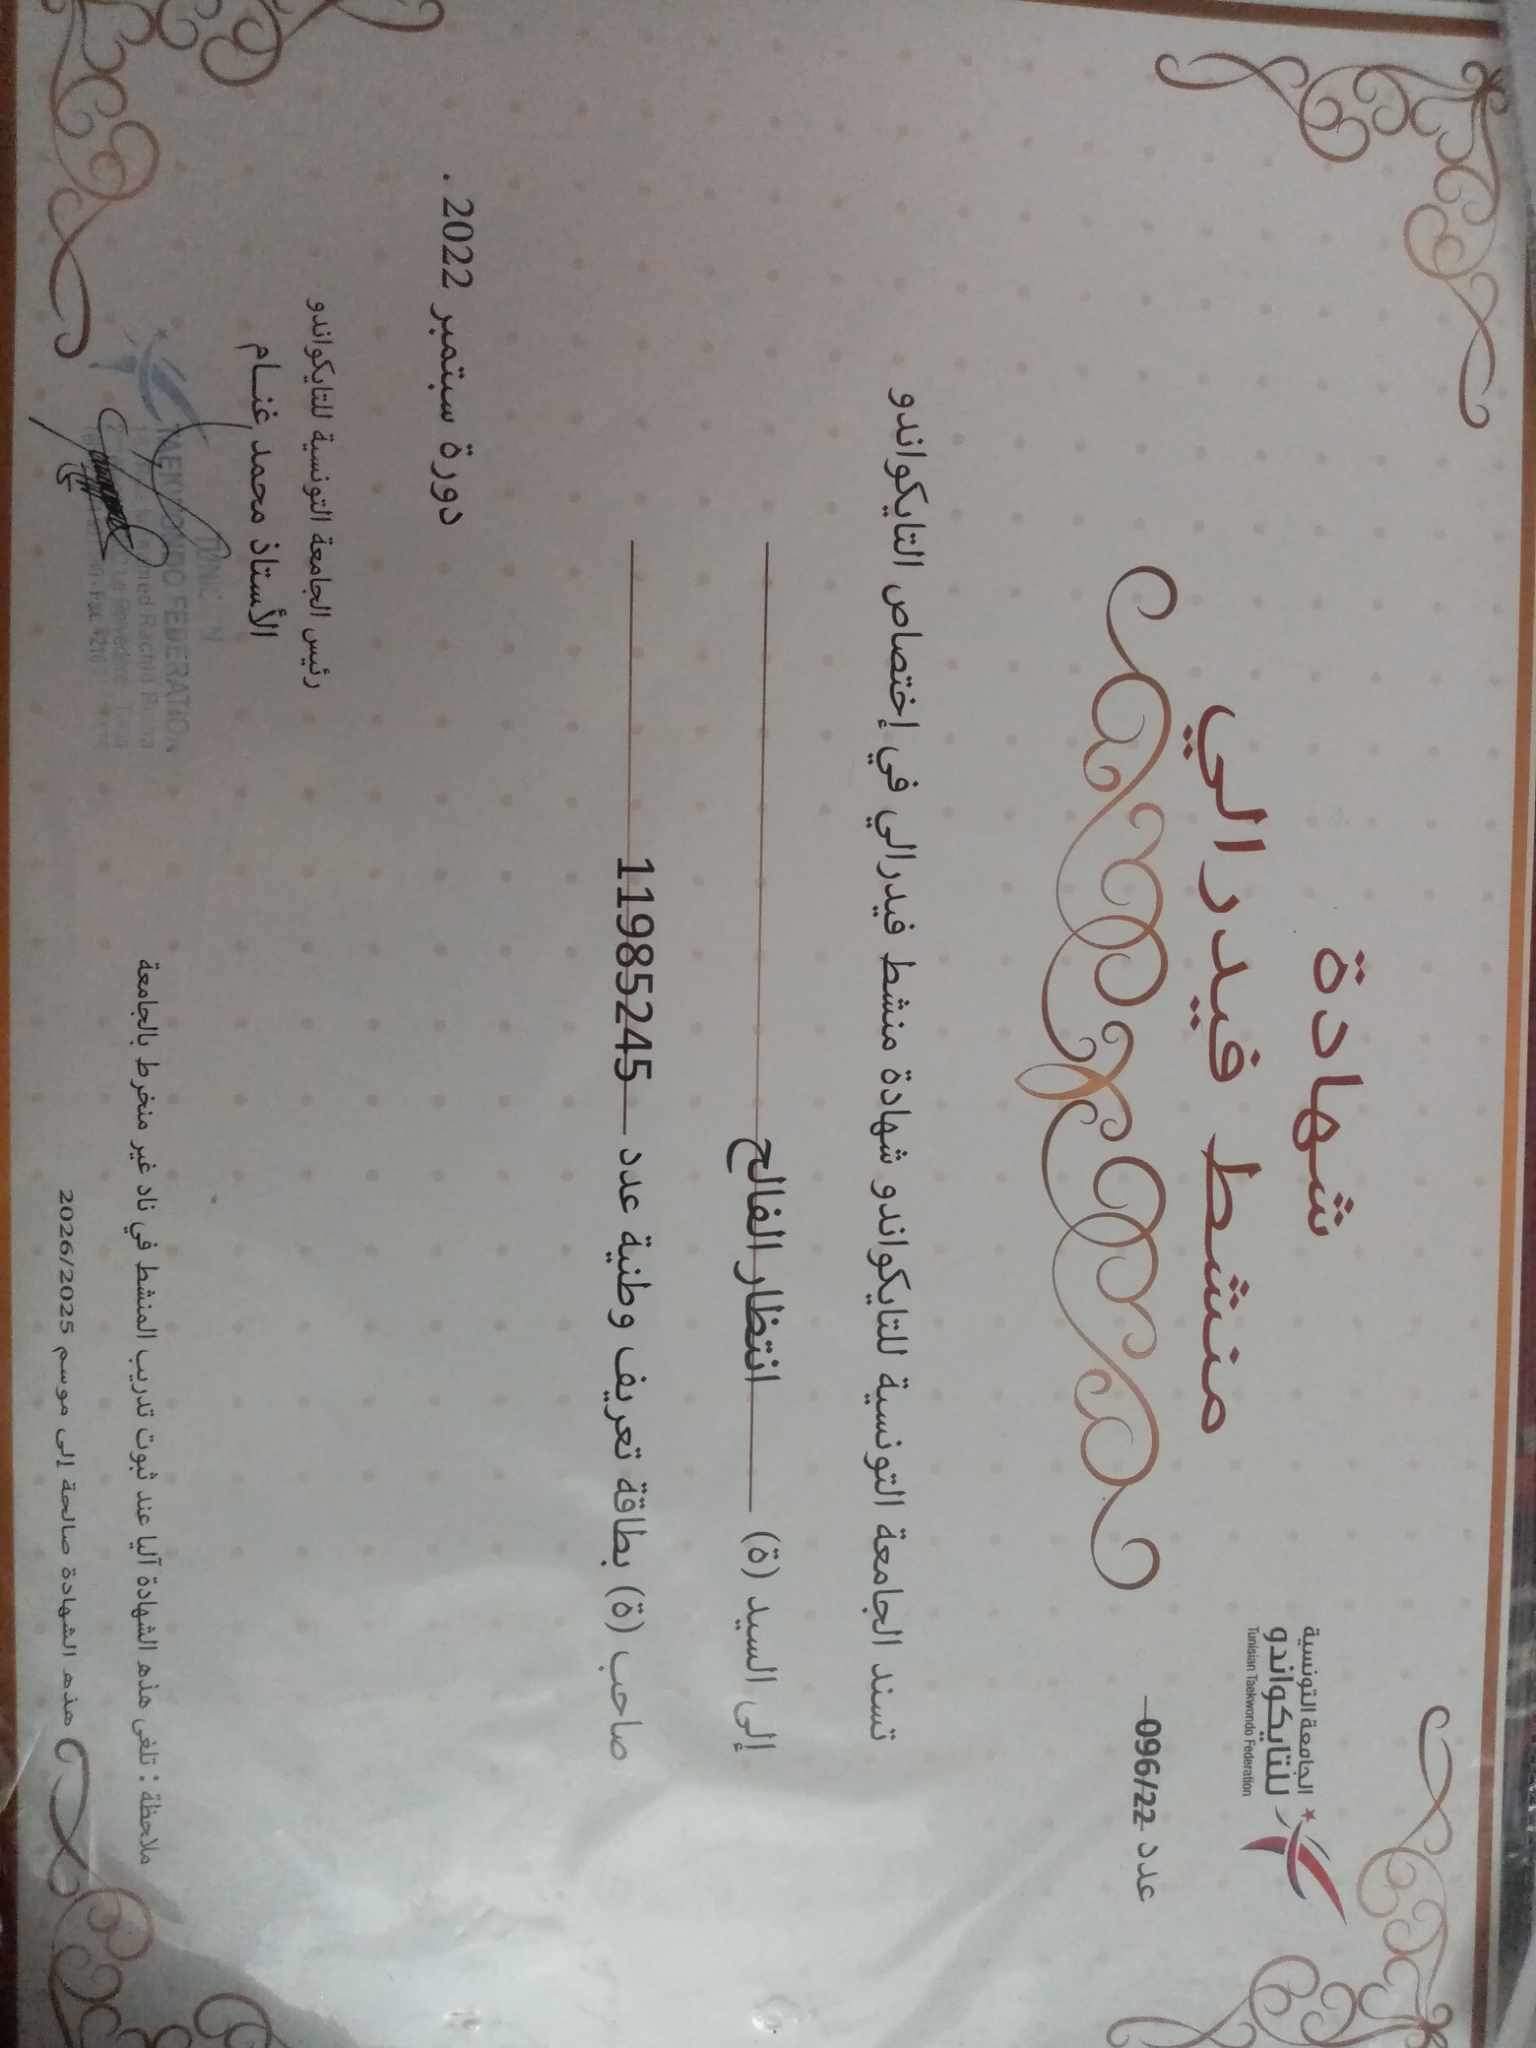 الجامعة التونسية
للتايكواندو
Tunisian Taekwondo Federation
عدد 096/22
شهادة
منشط فيدرالي
تسند الجامعة التونسية للتايكواندو شهادة منشط فيدرالي في إختصاص التايكواندو
إلى السيد (ة) انتظار الفالح
صاحب (ة) بطاقة تعريف وطنية عدد 11985245
دورة سبتمبر 2022 .
رئيس الجامعة التونسية للتايكواندو
الأستاذ محمد غنـام
TAEKWONDO FEDERATION
ملاحظة : تلغى هذه الشهادة آليا عند ثبوت تدريب المنشط في ناد غير منخرط بالجامعة
هذه الشهادة صالحة إلى موسم 2026/2025